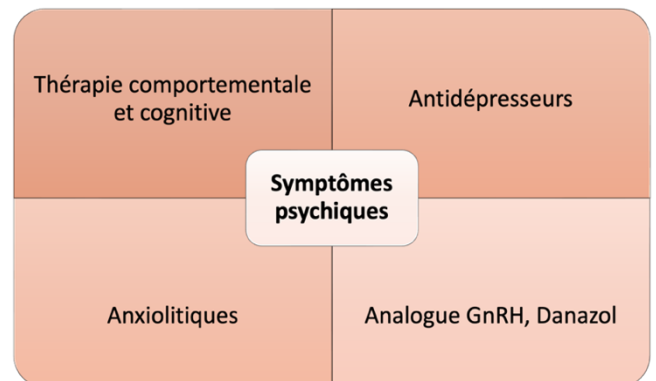 Thérapie comportementale
et cognitive
Antidépresseurs
Symptômes
psychiques
Anxiolitiques
Analogue GnRH, Danazol